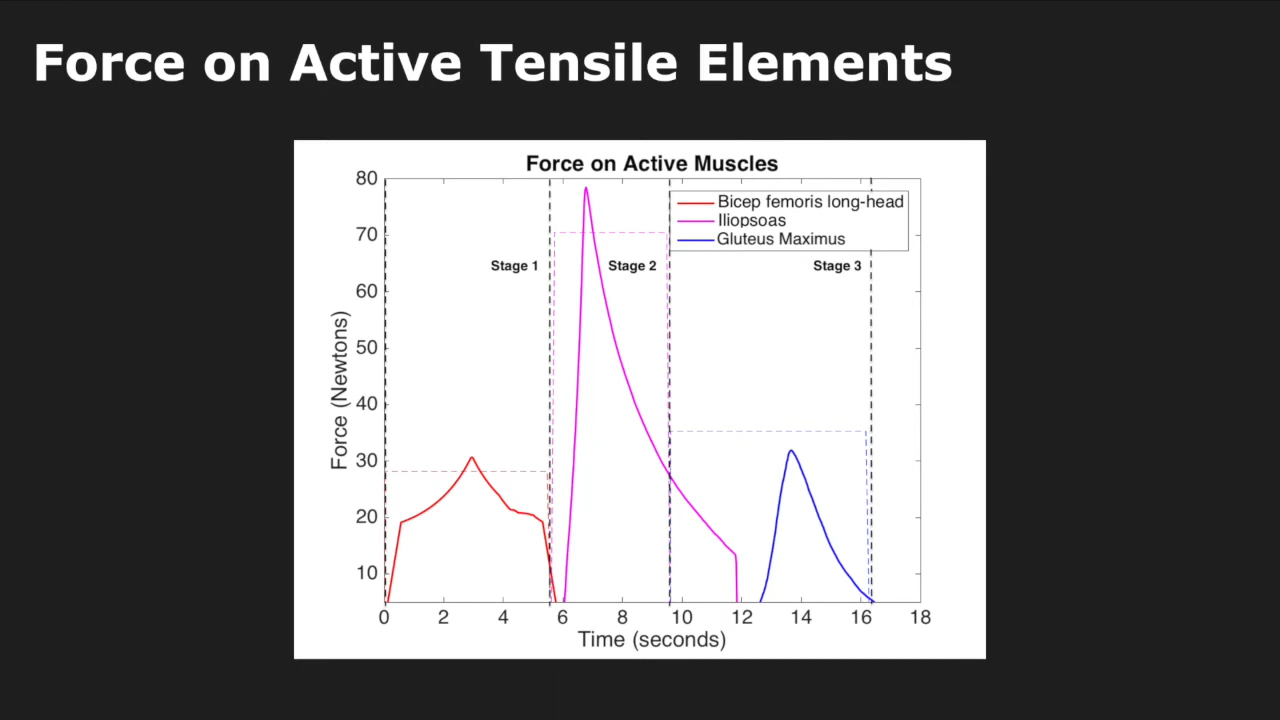 Force on Active Tensile Elements
Force on Active Muscles
80
70
60
50
40
30
20
10
Force (Newtons)
Bicep femoris long-head
Iliopsoas
Gluteus Maximus
Stage 1
Stage 2
Stage 3
0 2 4 6 8 10 12 14 16 18
Time (seconds)